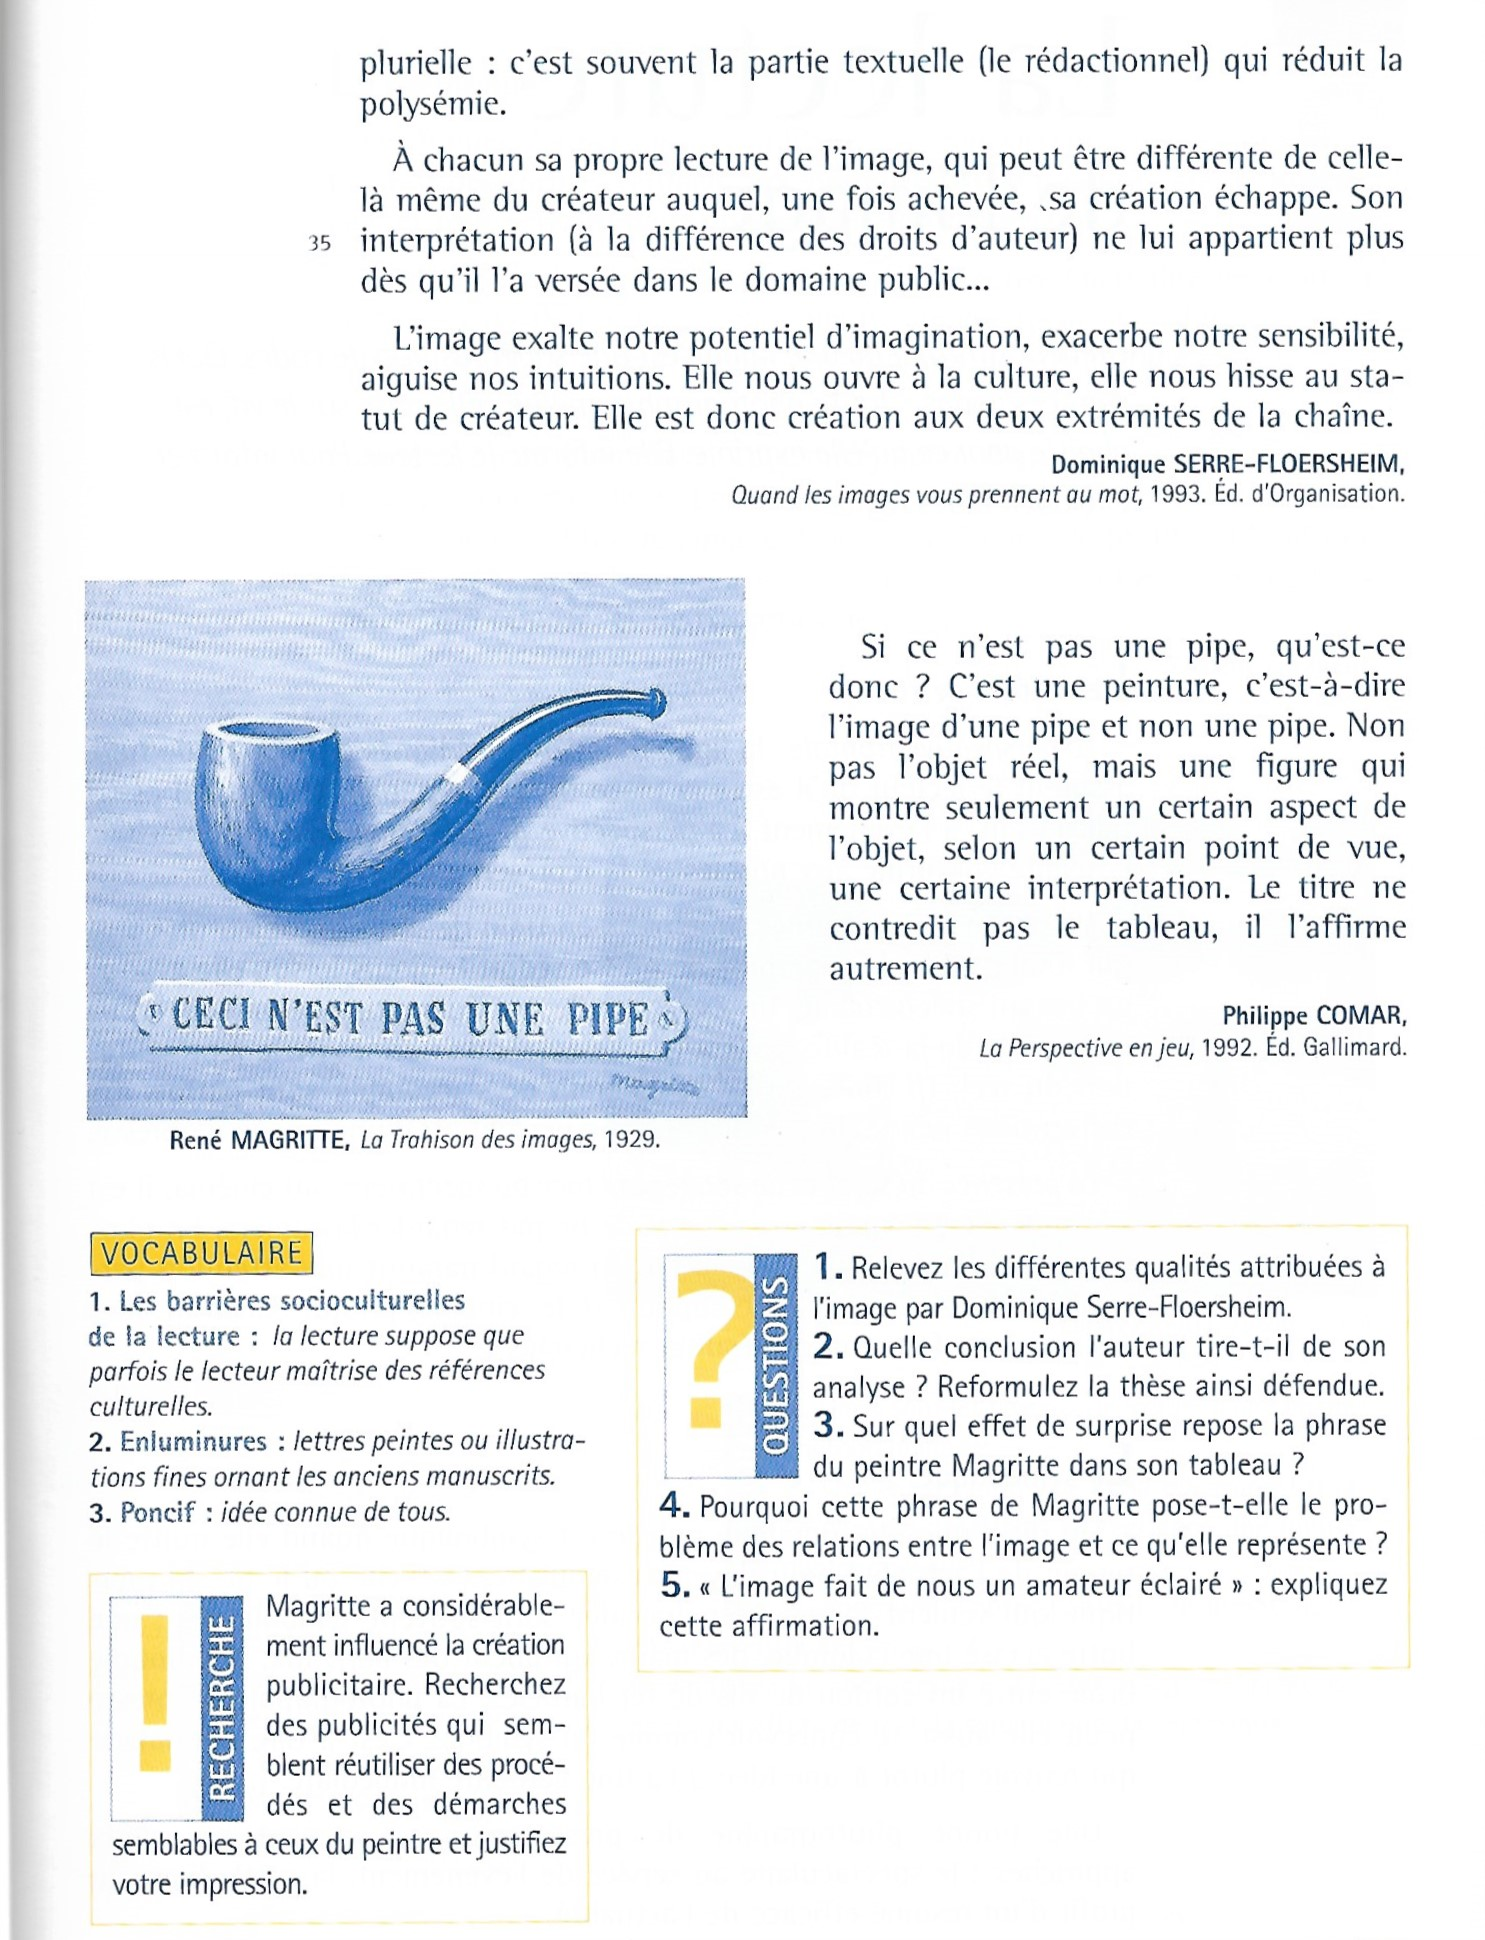 plurielle : c'est souvent la partie textuelle (le rédactionnel) qui réduit la
polysémie.
À chacun sa propre lecture de l'image, qui peut être différente de celle-
là même du créateur auquel, une fois achevée, sa création échappe. Son
35 interprétation (à la différence des droits d'auteur) ne lui appartient plus
dès qu'il l'a versée dans le domaine public...
L'image exalte notre potentiel d'imagination, exacerbe notre sensibilité,
aiguise nos intuitions. Elle nous ouvre à la culture, elle nous hisse au sta-
tut de créateur. Elle est donc création aux deux extrémités de la chaîne.
Dominique SERRE-FLOERSHEIM,
Quand les images vous prennent au mot, 1993. Éd. d'Organisation.
CECI N'EST PAS UNE PIPE
Magritte
René MAGRITTE, La Trahison des images, 1929.
Si ce n'est pas une pipe, qu'est-ce
donc ? C'est une peinture, c'est-à-dire
l'image d'une pipe et non une pipe. Non
pas l'objet réel, mais une figure qui
montre seulement un certain aspect de
l'objet, selon un certain point de vue,
une certaine interprétation. Le titre ne
contredit pas le tableau, il l'affirme
autrement.
Philippe COMAR,
La Perspective en jeu, 1992. Éd. Gallimard.
VOCABULAIRE
1. Les barrières socioculturelles
de la lecture : la lecture suppose que
parfois le lecteur maîtrise des références
culturelles.
2. Enluminures : lettres peintes ou illustra-
tions fines ornant les anciens manuscrits.
3. Poncif : idée connue de tous.
!
RECHERCHE
Magritte a considérable-
ment influencé la création
publicitaire. Recherchez
des publicités qui sem-
blent réutiliser des procé-
dés et des démarches
semblables à ceux du peintre et justifiez
votre impression.
?
QUESTIONS
1. Relevez les différentes qualités attribuées à
l'image par Dominique Serre-Floersheim.
2. Quelle conclusion l'auteur tire-t-il de son
analyse ? Reformulez la thèse ainsi défendue.
3. Sur quel effet de surprise repose la phrase
du peintre Magritte dans son tableau ?
4. Pourquoi cette phrase de Magritte pose-t-elle le pro-
blème des relations entre l'image et ce qu'elle représente ?
5. « L'image fait de nous un amateur éclairé » : expliquez
cette affirmation.